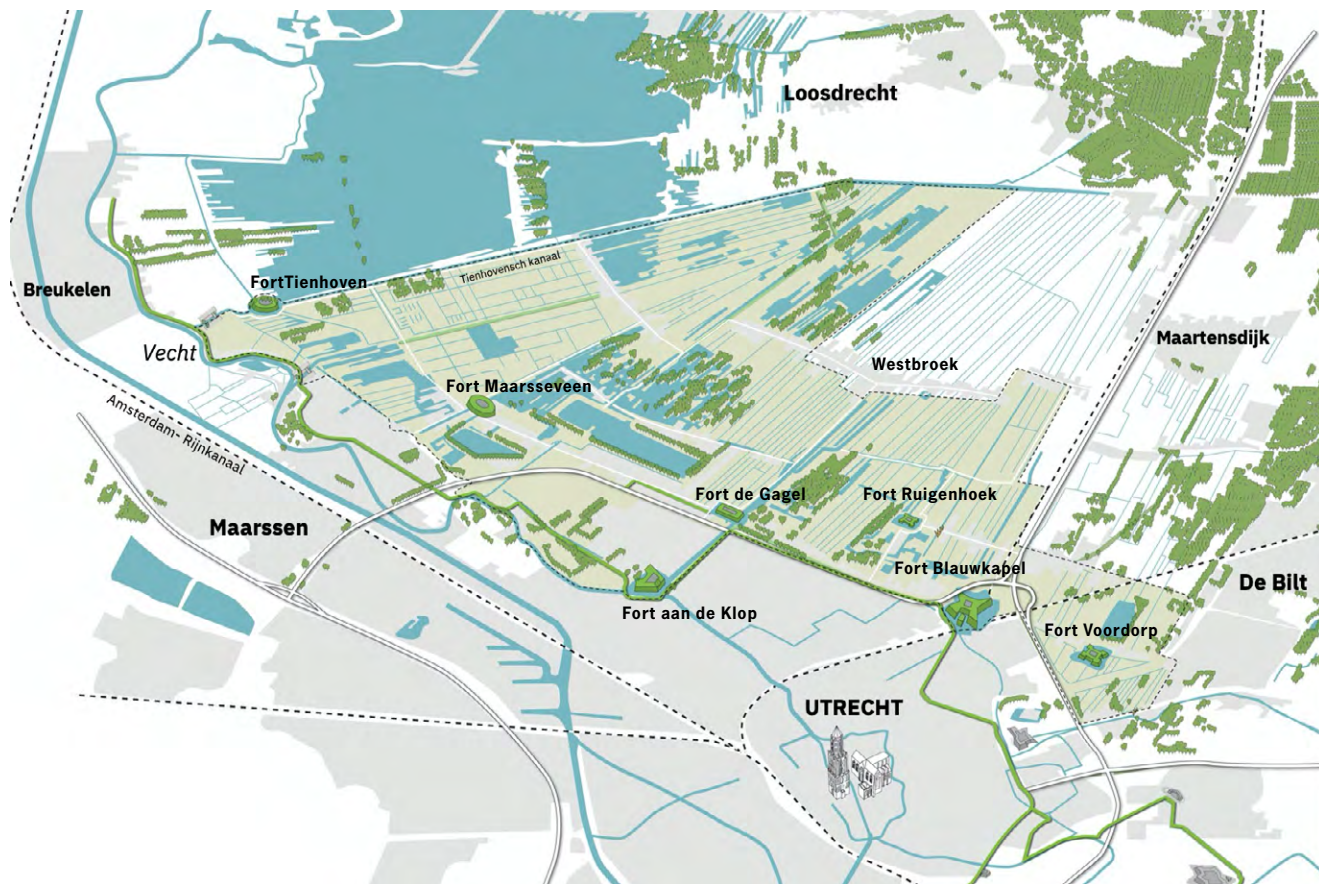 Loosdrecht
FortTienhoven
Tienhovensch kanaal
Breukelen
Vecht
Maartensdijk
Westbroek
Fort Maarsseveen
Amsterdam- Rijnkanaal
Fort de Gagel
Fort Ruigenhoek
Maarssen
Fort Blauwkapel
De Bilt
Fort aan de Klop
Fort Voordorp
UTRECHT